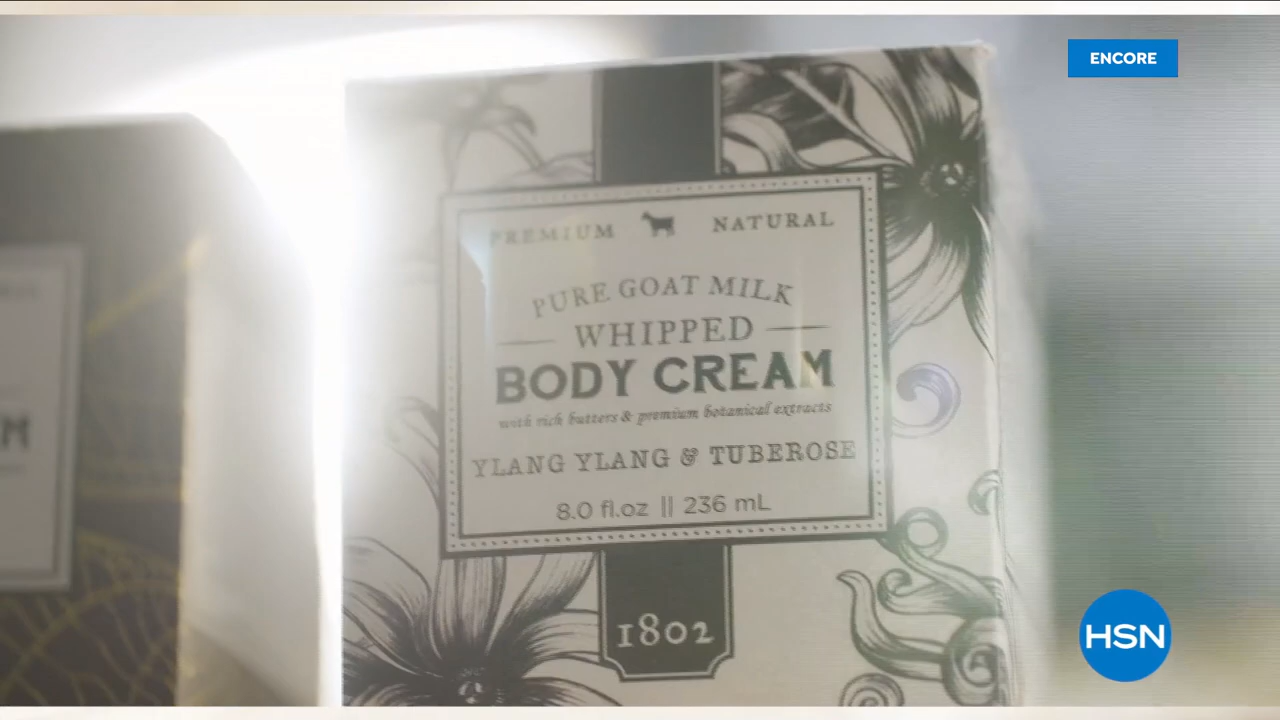 ENCORE
PREMIUM NATURAL
PURE GOAT MILK
WHIPPED
BODY CREAM
with rich butters & premium botanical extracts
YLANG YLANG & TUBEROSE
8.0 fl.oz || 236 mL
1802
HSN